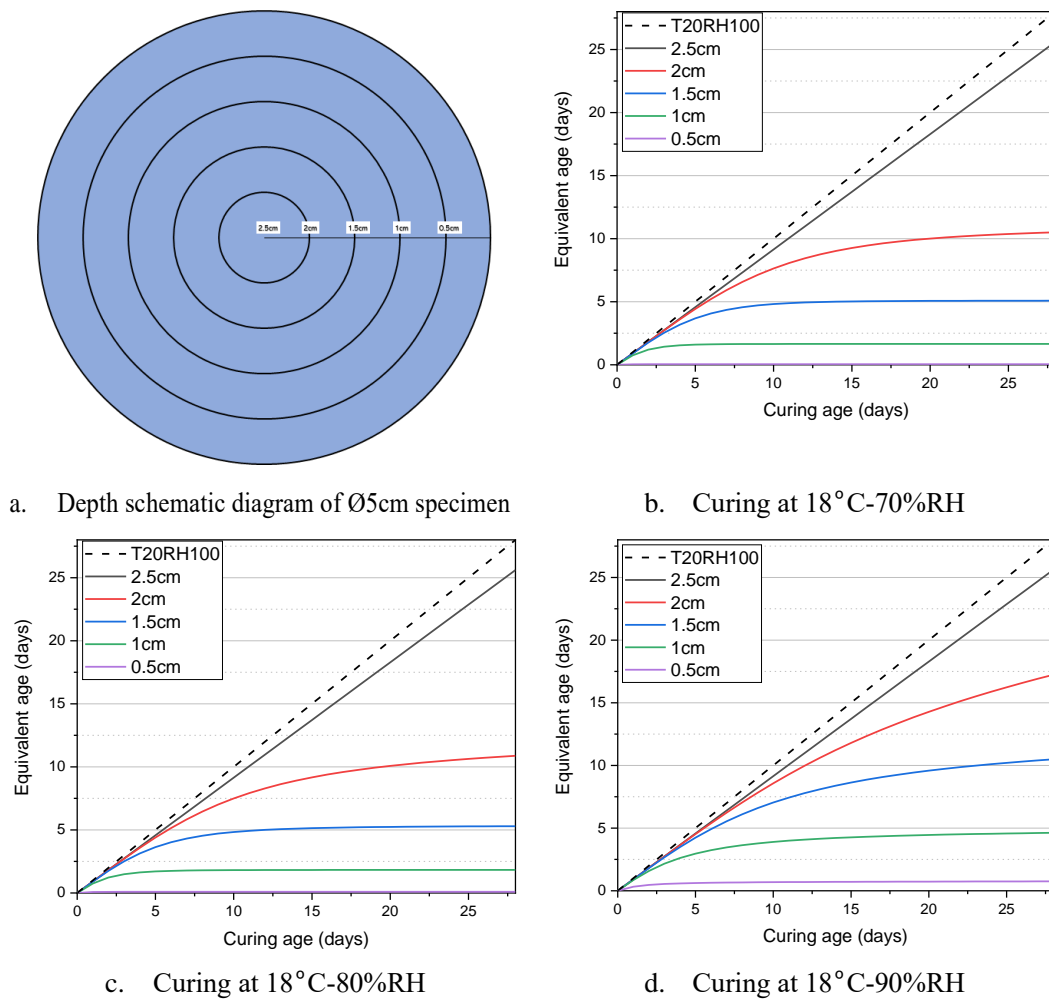 2.5cm 2cm 1.5cm 1cm 0.5cm
a. Depth schematic diagram of Ø5cm specimen
T20RH100
2.5cm
2cm
1.5cm
1cm
0.5cm
Equivalent age (days)
25
20
15
10
5
0
0 5 10 15 20 25
Curing age (days)
b. Curing at 18°C-70%RH
T20RH100
2.5cm
2cm
1.5cm
1cm
0.5cm
Equivalent age (days)
25
20
15
10
5
0
0 5 10 15 20 25
Curing age (days)
c. Curing at 18°C-80%RH
T20RH100
2.5cm
2cm
1.5cm
1cm
0.5cm
Equivalent age (days)
25
20
15
10
5
0
0 5 10 15 20 25
Curing age (days)
d. Curing at 18°C-90%RH